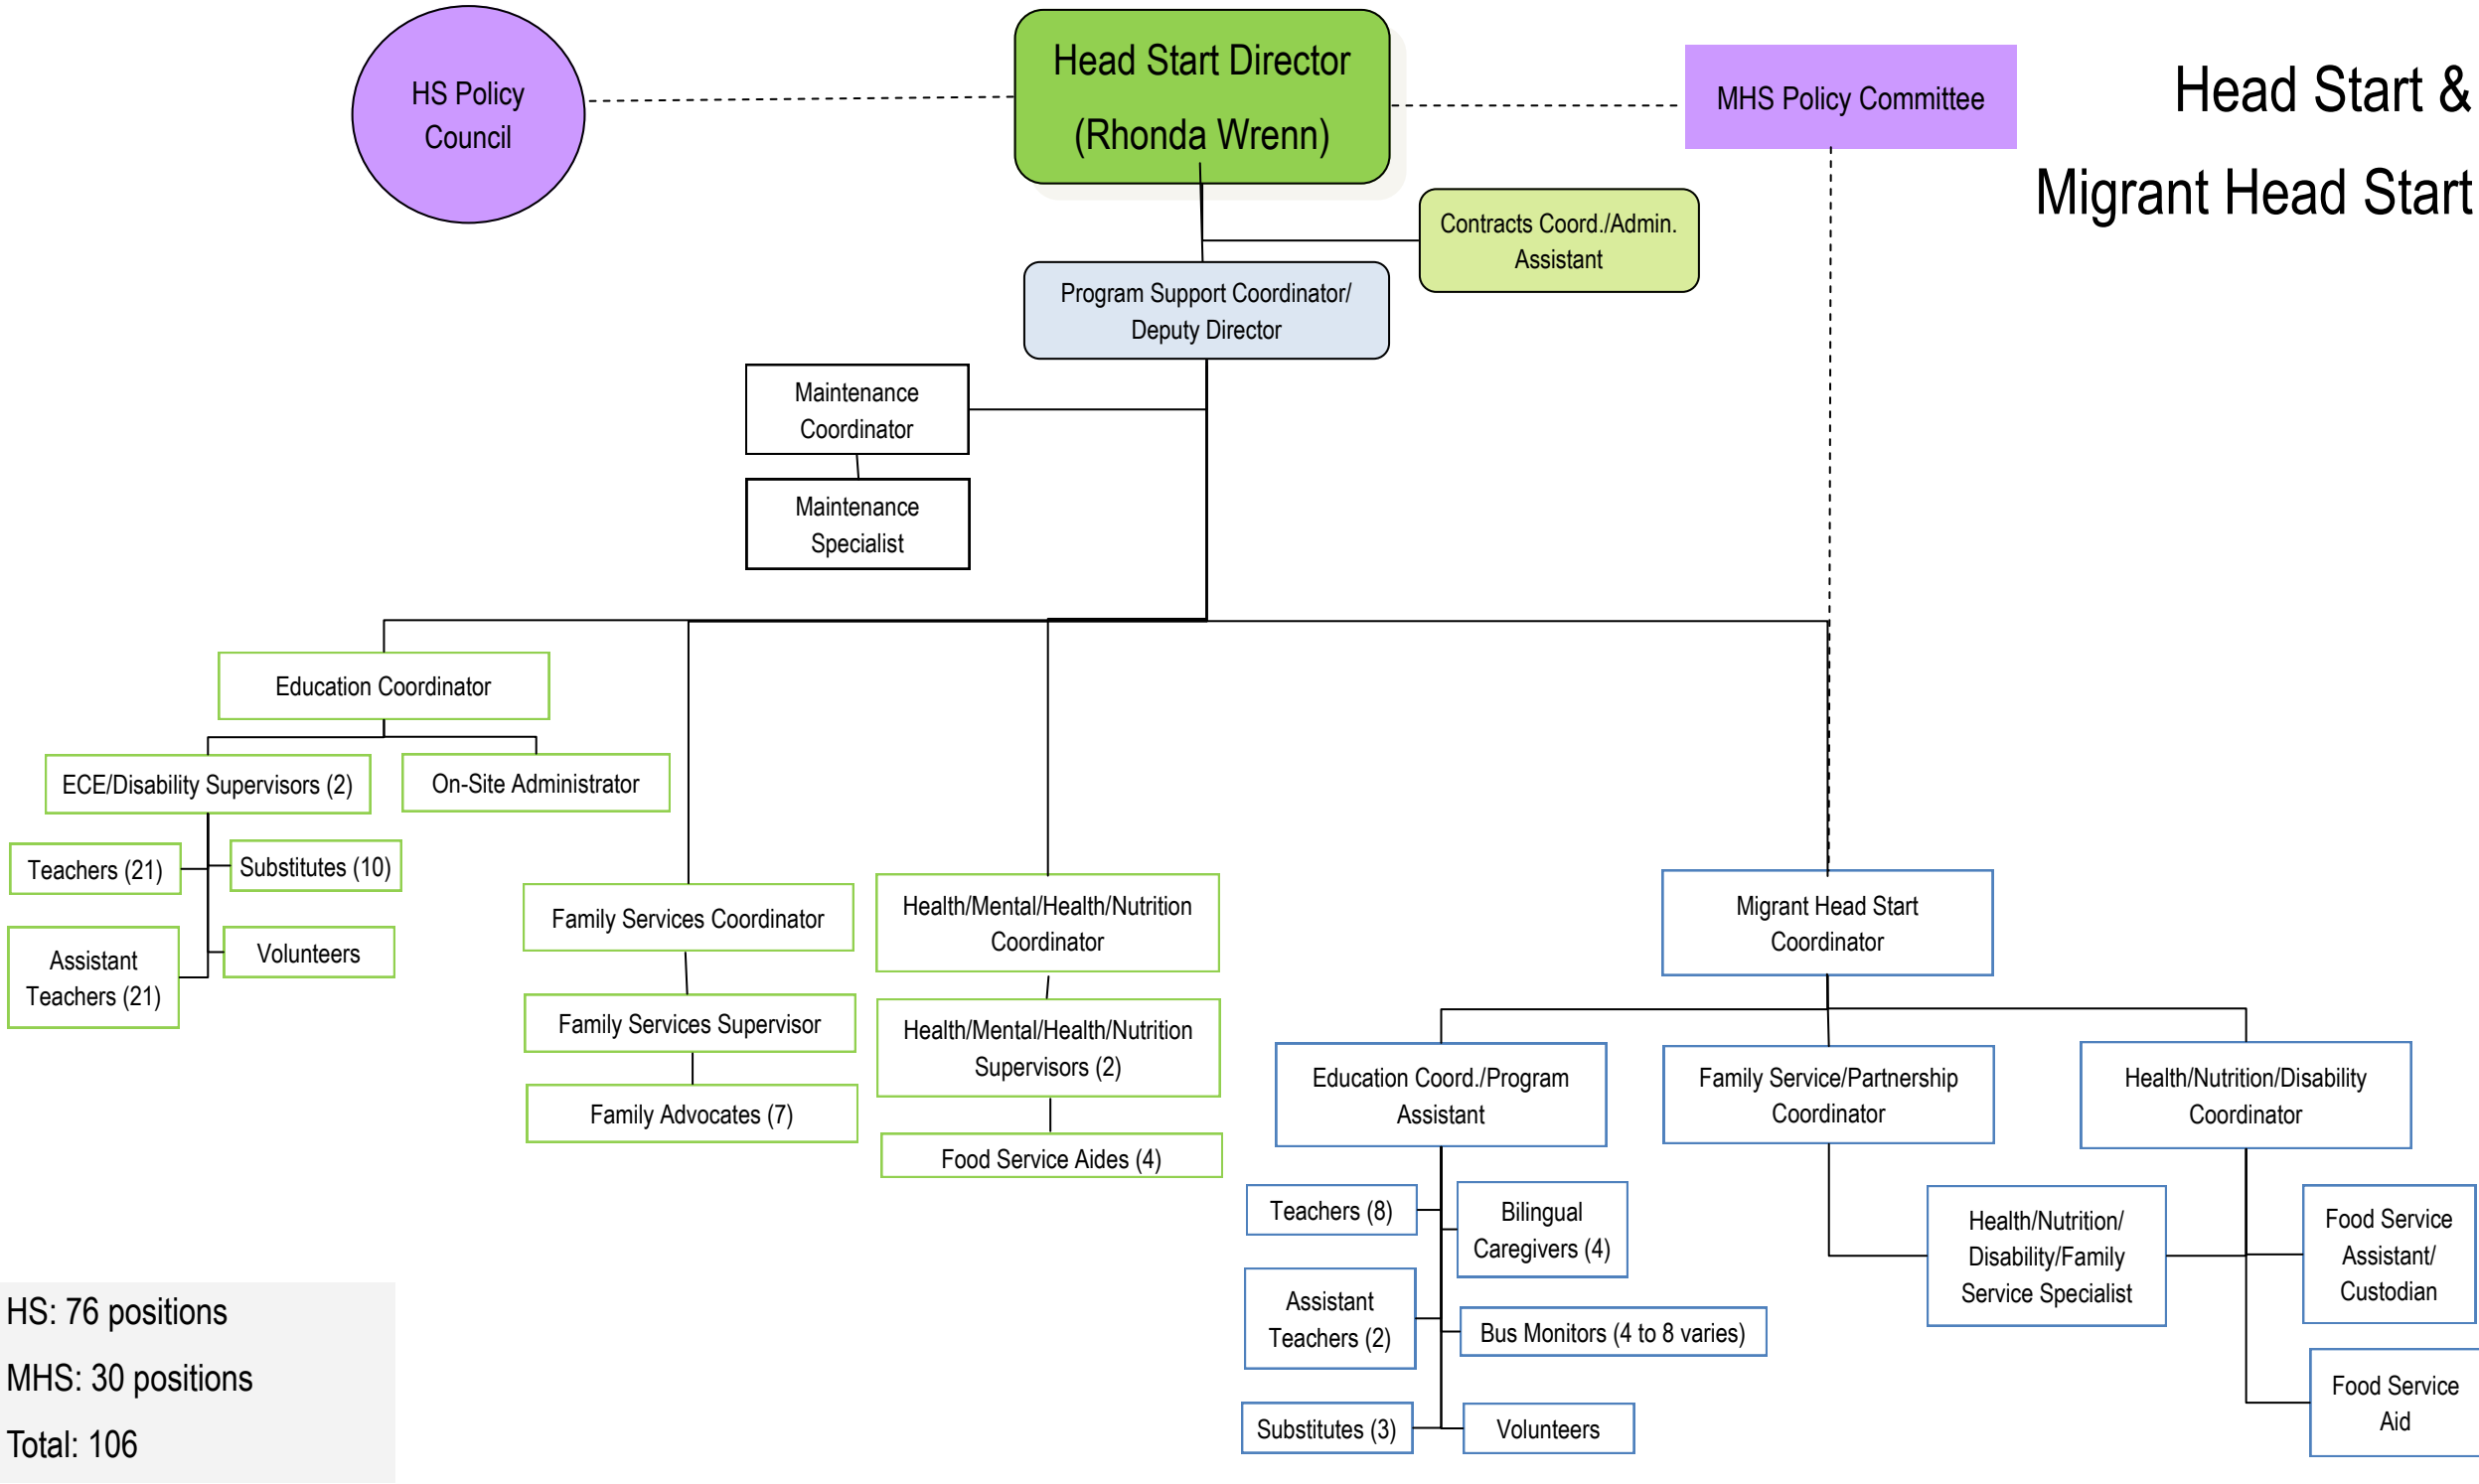 HS Policy
Council
Head Start Director
(Rhonda Wrenn)
MHS Policy Committee
Head Start &
Migrant Head Start
Contracts Coord./Admin.
Assistant
Program Support Coordinator/
Deputy Director
Maintenance
Coordinator
Maintenance
Specialist
Education Coordinator
ECE/Disability Supervisors (2)
On-Site Administrator
Teachers (21)
Substitutes (10)
Assistant
Teachers (21)
Volunteers
Family Services Coordinator
Family Services Supervisor
Family Advocates (7)
Health/Mental/Health/Nutrition
Coordinator
Health/Mental/Health/Nutrition
Supervisors (2)
Food Service Aides (4)
Migrant Head Start
Coordinator
Education Coord./Program
Assistant
Family Service/Partnership
Coordinator
Health/Nutrition/Disability
Coordinator
Teachers (8)
Bilingual
Caregivers (4)
Assistant
Teachers (2)
Bus Monitors (4 to 8 varies)
Substitutes (3)
Volunteers
Health/Nutrition/
Disability/Family
Service Specialist
Food Service
Assistant/
Custodian
Food Service
Aid
HS: 76 positions
MHS: 30 positions
Total: 106